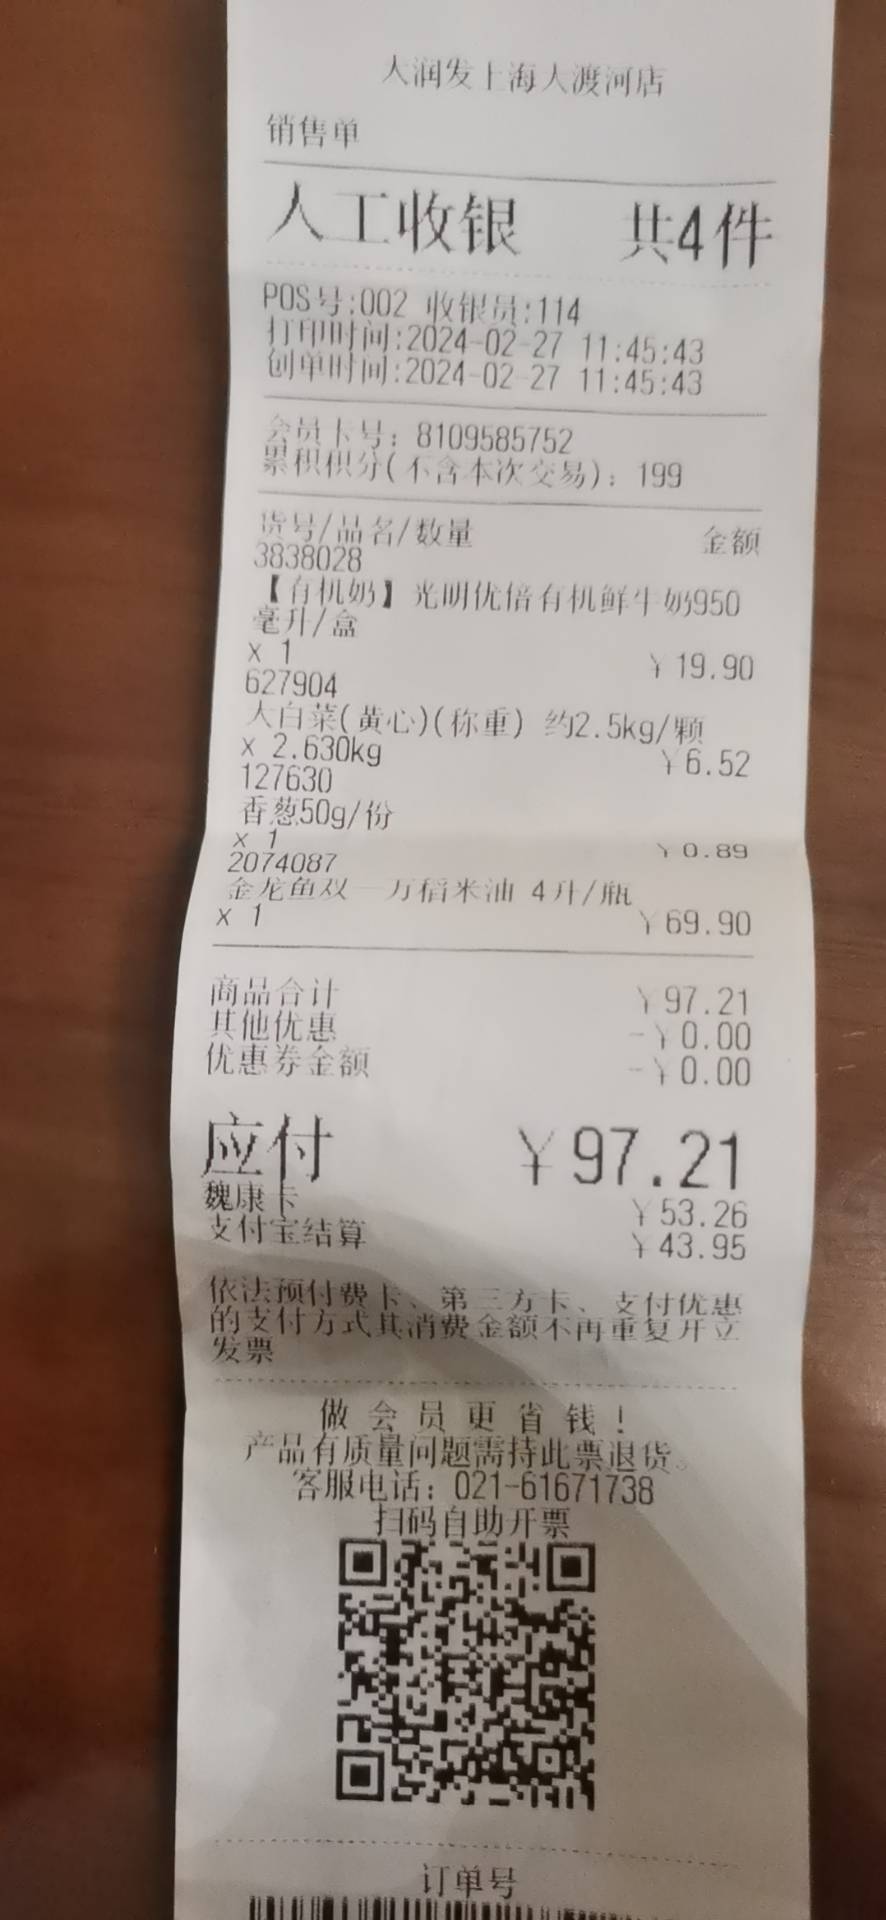 大润发上海大渡河店
销售单
人工收银 共4件
POS号:002 收银员:114
打印时间:2024-02-27 11:45:43
创单时间:2024-02-27 11:45:43
会员卡号: 8109585752
累积积分(不含本次交易): 199
货号/品名/数量 金额
3838028
【有机奶】光明优倍有机鲜牛奶950
毫升/盒
x 1 ¥19.90
627904
大白菜(黄心)(称重) 约2.5kg/颗
x 2.630kg ¥6.52
127630
香葱50g/份
x 1 ¥0.89
2074087
金龙鱼双一万稻米油 4升/瓶
x 1 ¥69.90
商品合计 ¥97.21
其他优惠 -¥0.00
优惠券金额 -¥0.00
应付 ¥97.21
魏康卡 ¥53.26
支付宝结算 ¥43.95
依法预付费卡、第三方卡、支付优惠
的支付方式其消费金额不再重复开立
发票
做会员更省钱!
产品有质量问题需持此票退货。
客服电话: 021-61671738
扫码自助开票
订单号